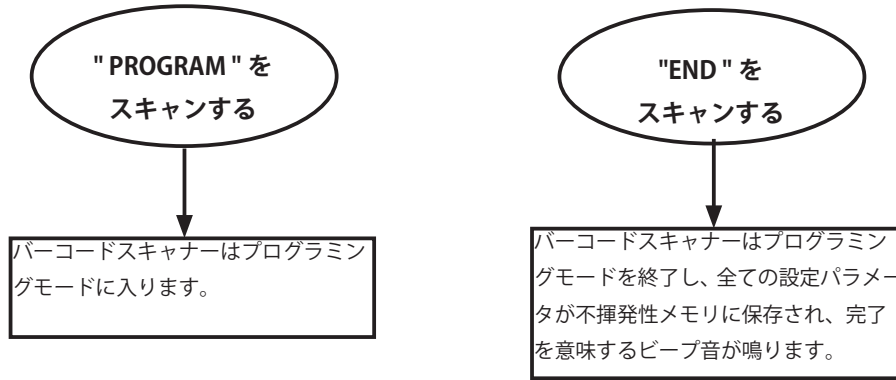 " PROGRAM " を
スキャンする
バーコードスキャナーはプログラミン
グモードに入ります。
"END " を
スキャンする
バーコードスキャナーはプログラミン
グモードを終了し、全ての設定パラメー
タが不揮発性メモリに保存され、完了
を意味するビープ音が鳴ります。